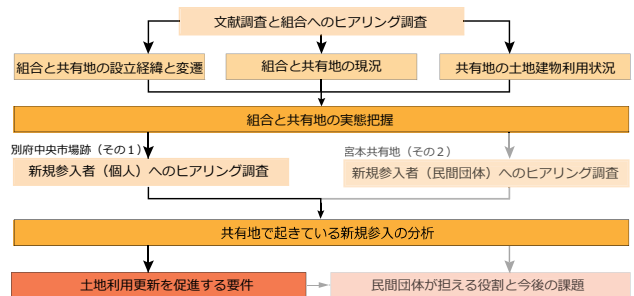 文献調査と組合へのヒアリング調査
組合と共有地の設立経緯と変遷
組合と共有地の現況
共有地の土地建物利用状況
組合と共有地の実態把握
別府中央市場跡（その１）
宮本共有地（その２）
新規参入者（個人）へのヒアリング調査
新規参入者（民間団体）へのヒアリング調査
共有地で起きている新規参入の分析
土地利用更新を促進する要件
民間団体が担える役割と今後の課題